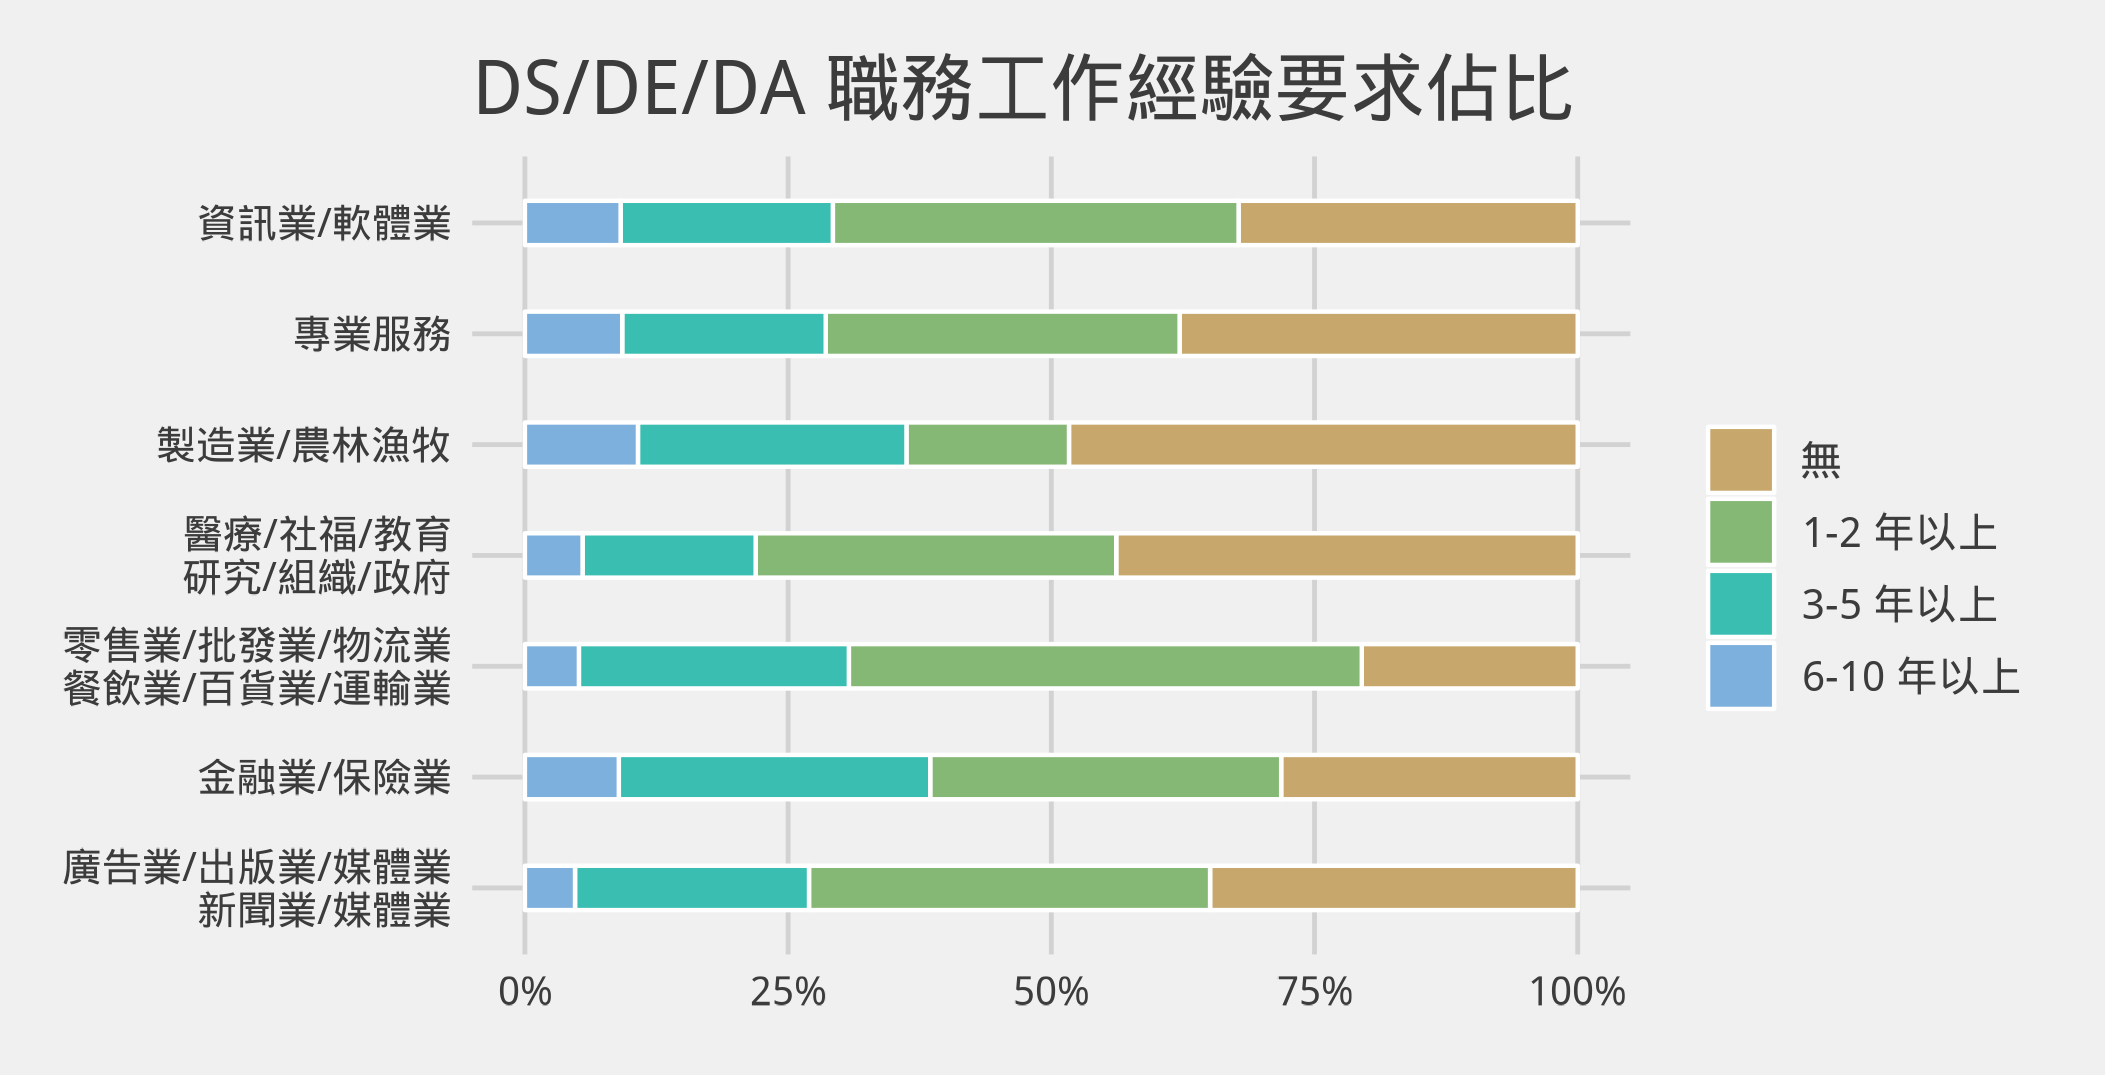 DS/DE/DA 職務工作經驗要求佔比
資訊業/軟體業
專業服務
製造業/農林漁牧
醫療/社福/教育
研究/組織/政府
零售業/批發業/物流業
餐飲業/百貨業/運輸業
金融業/保險業
廣告業/出版業/媒體業
新聞業/媒體業
0%
25%
50%
75%
100%
無
1-2 年以上
3-5 年以上
6-10 年以上